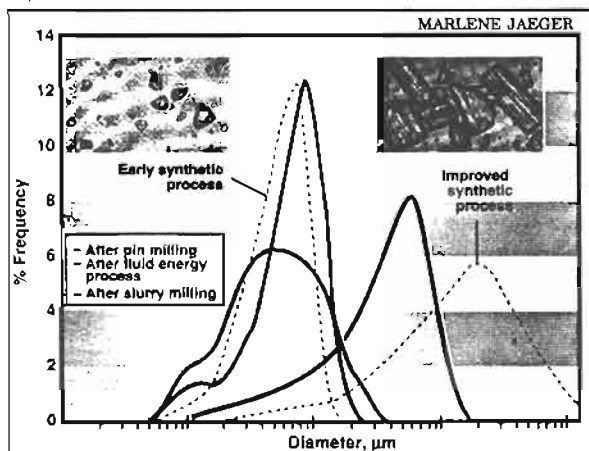 MARLENE JAEGER
14
12
10
8
6
4
2
0
% Frequency
Early synthetic
process
Improved
synthetic
process
- After pin milling
- After fluid energy
process
- After slurry milling
Diameter, µm